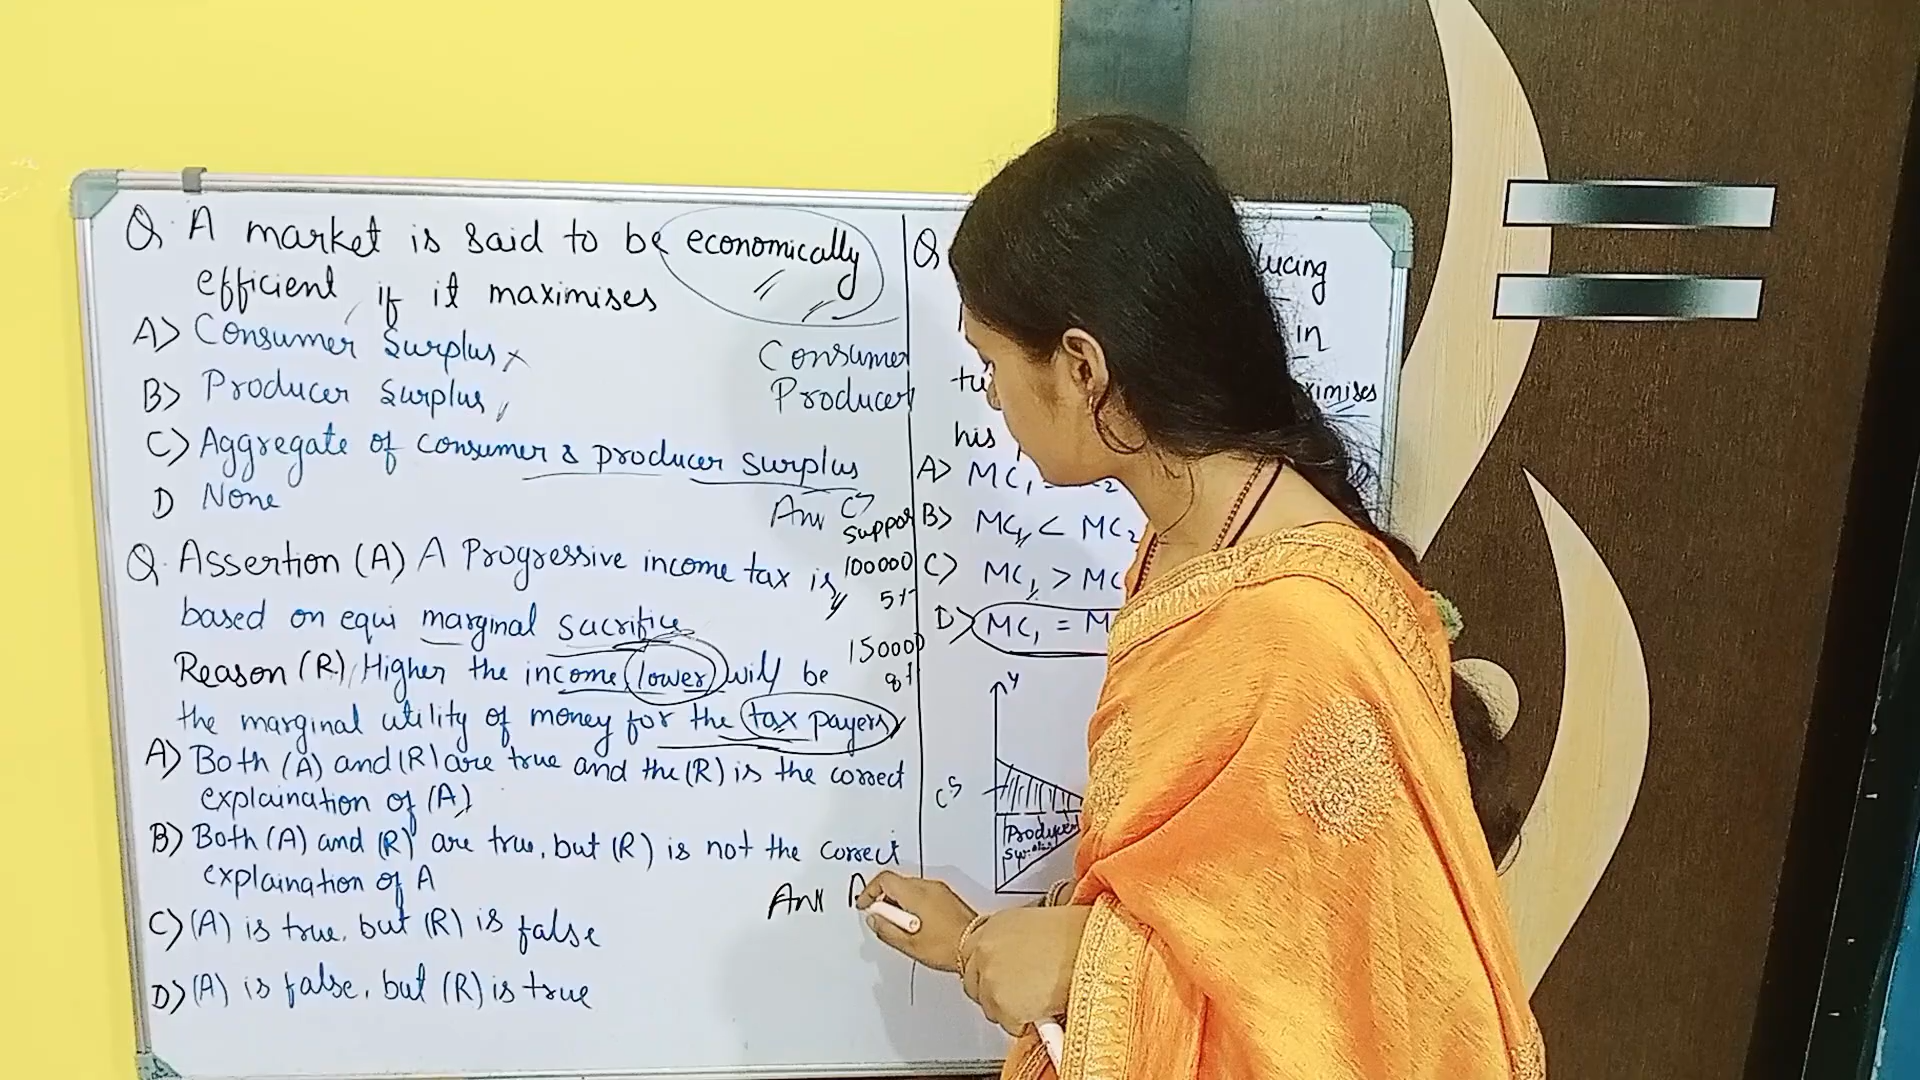 Q. A market is said to be economically
efficient, if it maximises
A) Consumer Surplus x
B) Producer Surplus
C) Aggregate of consumer & producer surplus
D None
Consumer
Producer
Ans C)
Q. Assertion (A) A Progressive income tax is
based on equi marginal sacrifice
Reason (R) Higher the income lower will be
the marginal utility of money for the tax payers
A) Both (A) and (R) are true and the (R) is the correct
explaination of (A)
B) Both (A) and (R) are true, but (R) is not the correct
explaination of A
C) (A) is true, but (R) is false
D) (A) is false, but (R) is true
Suppos
100000
5%
150000
8%
Ans
Q
ucing
in
tu
ximises
his
A) MC1 =
B) MC1 < MC2
C) MC1 > MC
D) MC1 = M
Y
CS
Producer